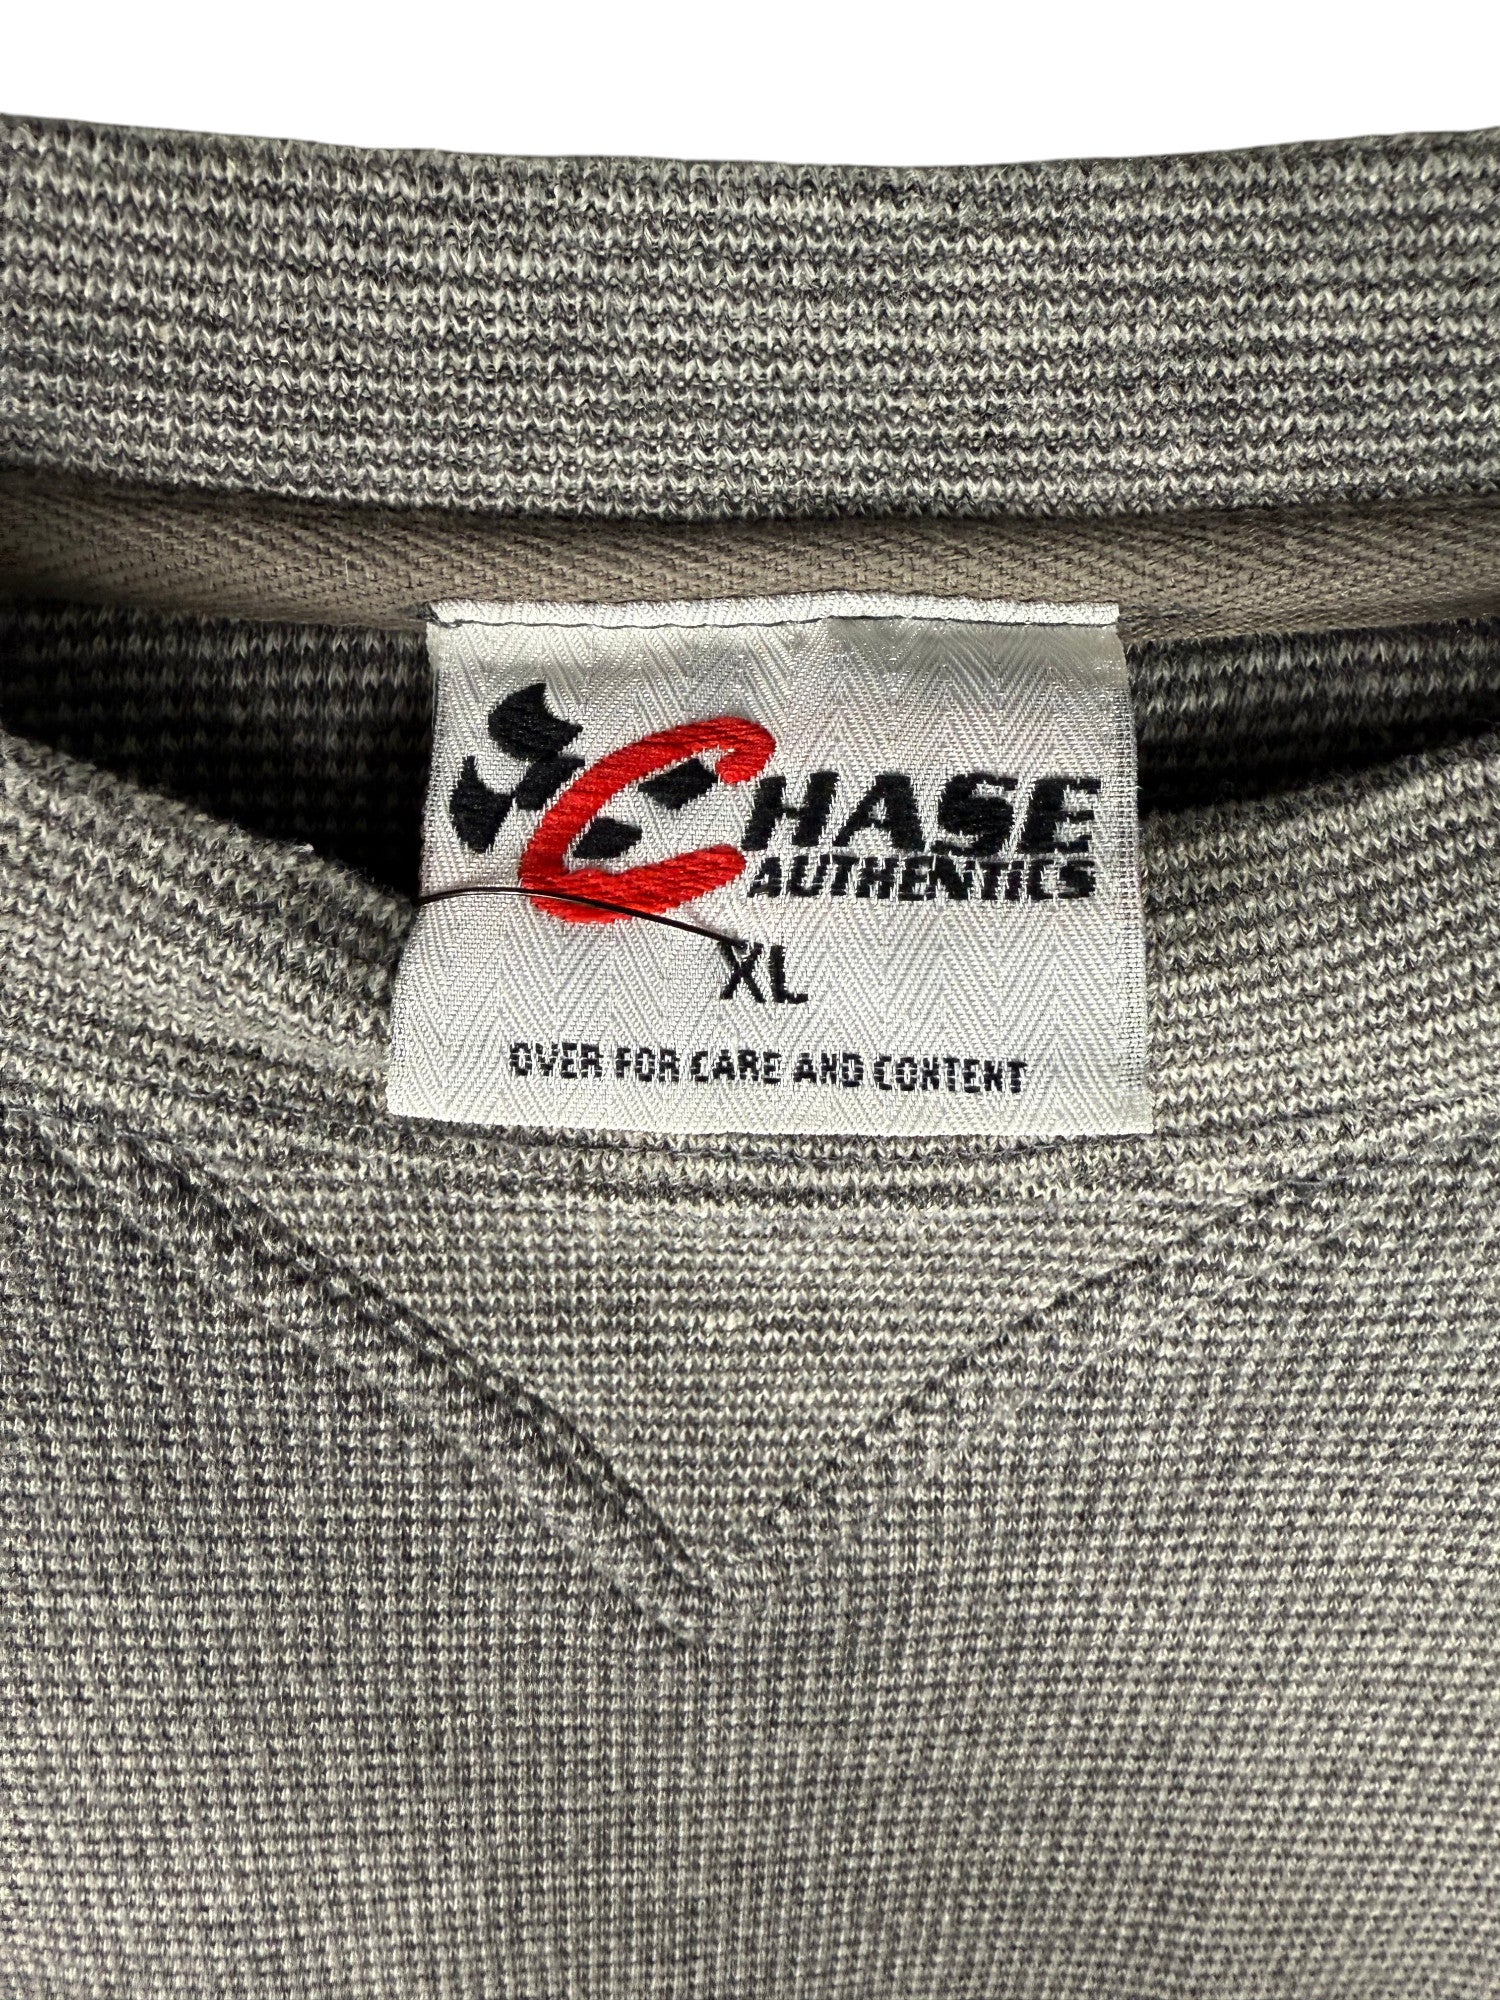 CHASE
AUTHENTICS
XL
OVER FOR CARE AND CONTENT